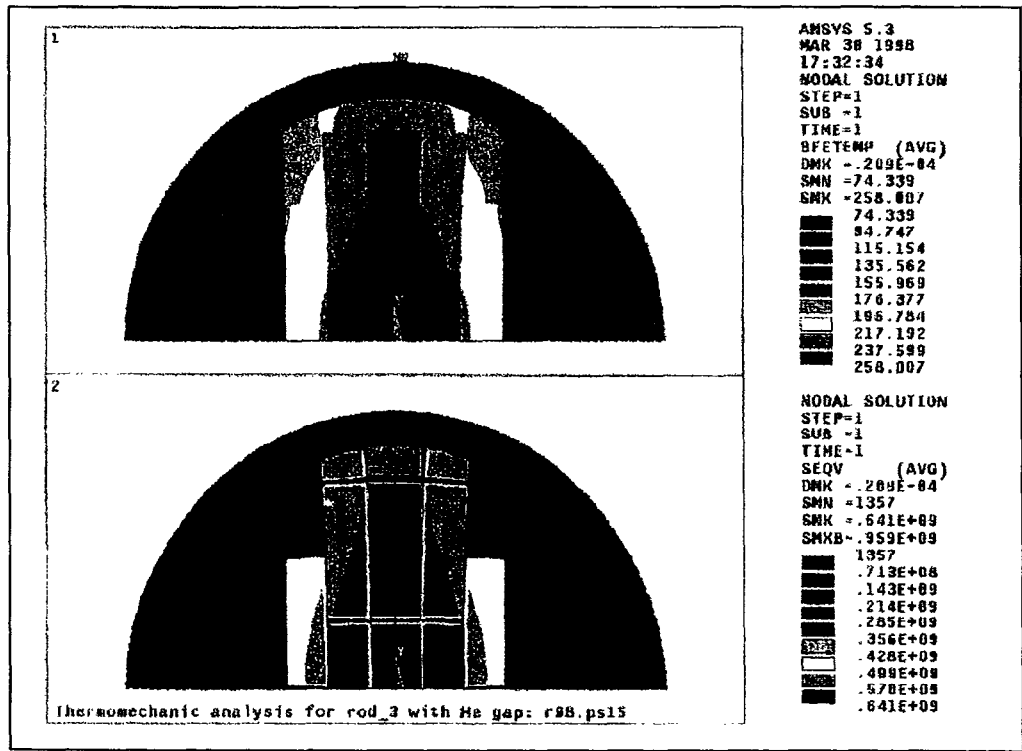 1
ANSYS 5.3
MAR 30 1998
17:32:34
NODAL SOLUTION
STEP=1
SUB =1
TIME=1
BFETEMP (AVG)
DMX =.209E-04
SMN =74.339
SMX =258.007
74.339
94.747
115.154
135.562
155.969
176.377
196.784
217.192
237.599
258.007
2
NODAL SOLUTION
STEP=1
SUB =1
TIME=1
SEQV (AVG)
DMX =.209E-04
SMN =1357
SMX =.641E+09
SMXB=.959E+09
1357
.713E+08
.143E+09
.214E+09
.285E+09
.356E+09
.428E+09
.499E+09
.570E+09
.641E+09
Thermomechanic analysis for rod_3 with He gap: r98.ps15